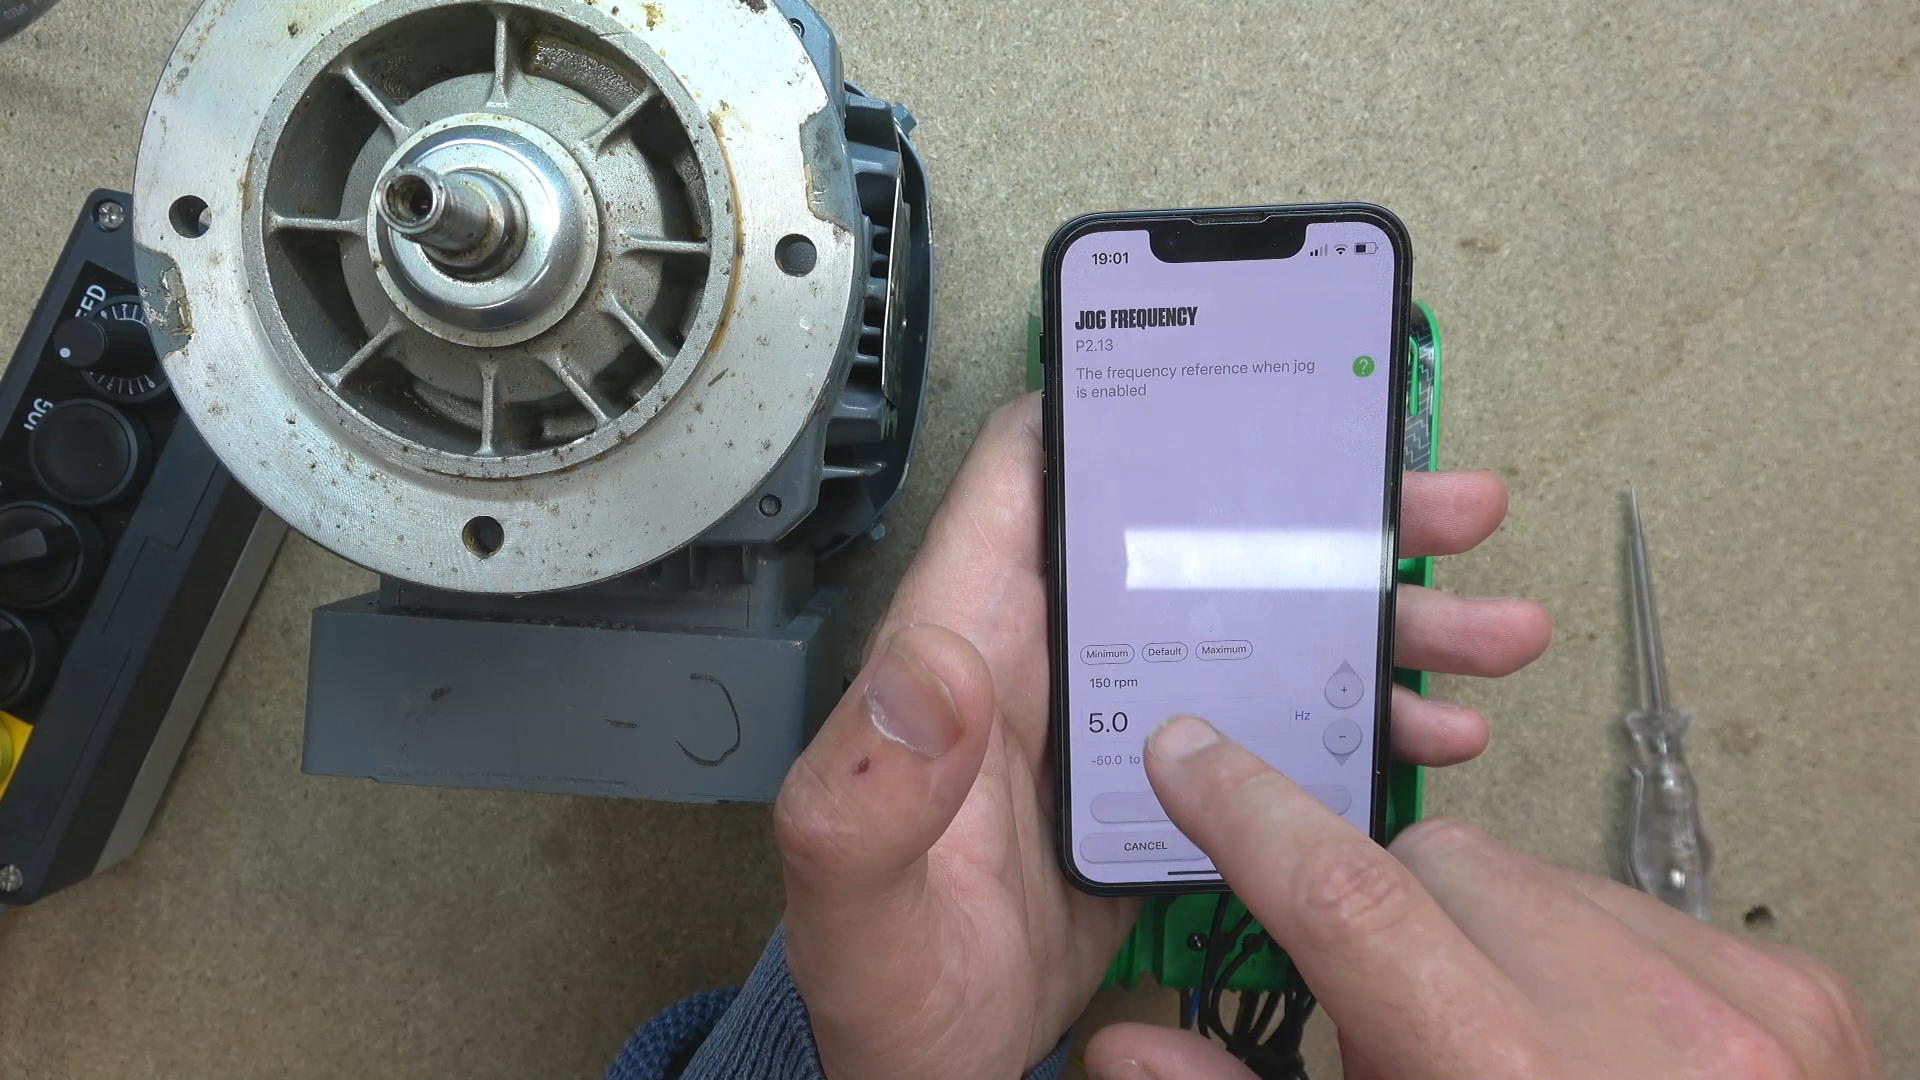 19:01
JOG FREQUENCY
P2.13
The frequency reference when jog
is enabled
?
Minimum Default Maximum
150 rpm
5.0 Hz
+
-
-50.0 to
CANCEL
JOG